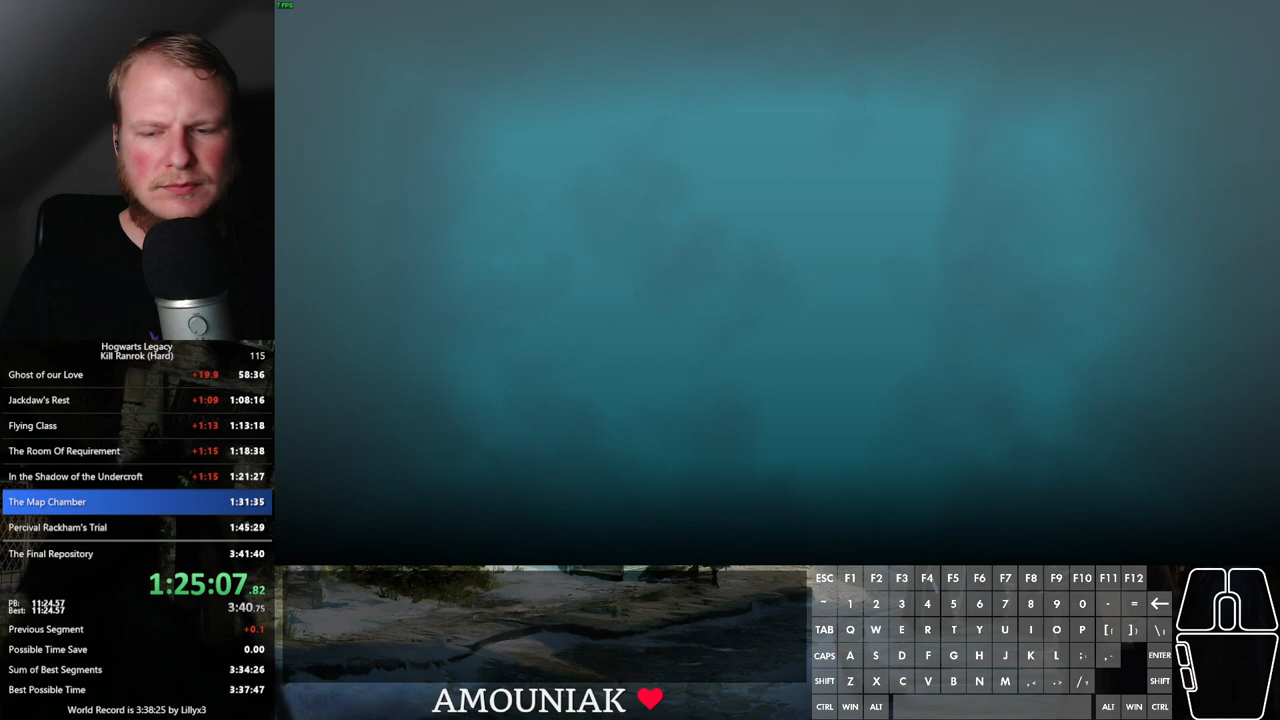 7 FPS
Hogwarts Legacy
Kill Ranrok (Hard) 115
Ghost of our Love +19.9 58:36
Jackdaw's Rest +1:09 1:08:16
Flying Class +1:13 1:13:18
The Room Of Requirement +1:15 1:18:38
In the Shadow of the Undercroft +1:15 1:21:27
The Map Chamber 1:31:35
Percival Rackham's Trial 1:45:29
The Final Repository 3:41:40
1:25:07.82
PB: 11:24.57 3:40.75
Best: 11:24.57
Previous Segment +0.1
Possible Time Save 0.00
Sum of Best Segments 3:34:26
Best Possible Time 3:37:47
World Record is 3:38:25 by Lillyx3
AMOUNIAK ❤
ESC F1 F2 F3 F4 F5 F6 F7 F8 F9 F10 F11 F12
~ 1 2 3 4 5 6 7 8 9 0 - = ←
TAB Q W E R T Y U I O P [{ ]} \|
CAPS A S D F G H J K L ;: ENTER
SHIFT Z X C V B N M ,< .> /? SHIFT
CTRL WIN ALT ALT WIN CTRL